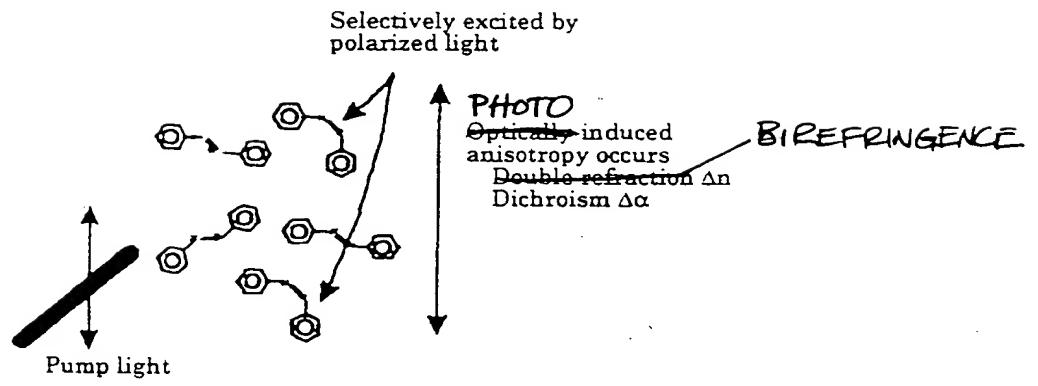 Selectively excited by
polarized light
PHOTO
Optically induced
anisotropy occurs
BIREFRINGENCE
Double refraction Δn
Dichroism Δα
Pump light